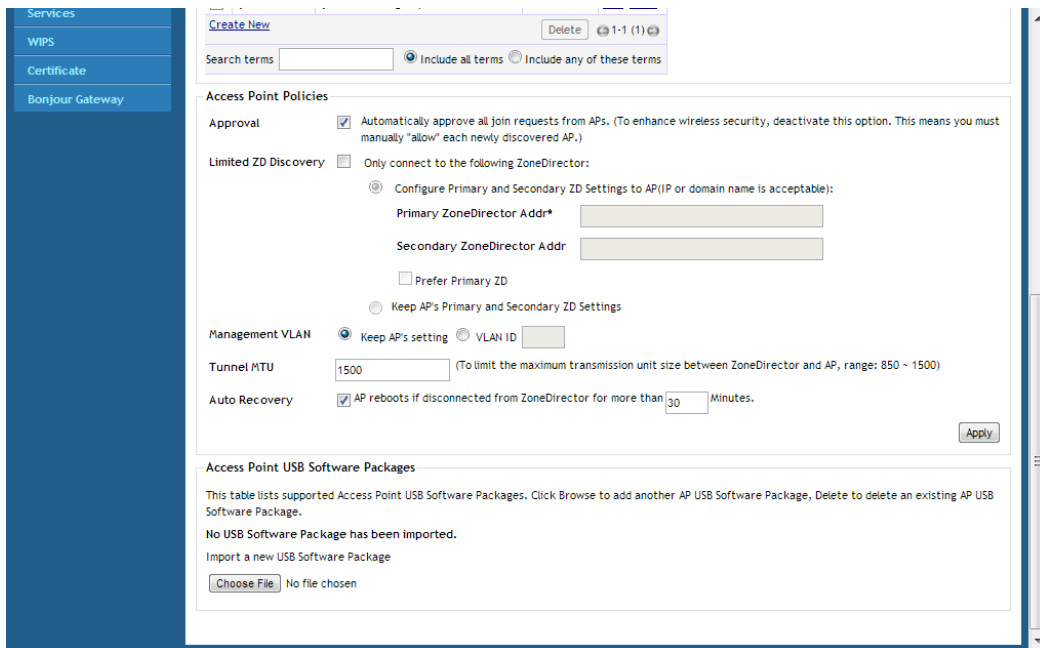 Services
WIPS
Certificate
Bonjour Gateway
Create New
Delete
1-1 (1)
Search terms
Include all terms
Include any of these terms
Access Point Policies
Approval
Automatically approve all join requests from APs. (To enhance wireless security, deactivate this option. This means you must
manually "allow" each newly discovered AP.)
Limited ZD Discovery
Only connect to the following ZoneDirector:
Configure Primary and Secondary ZD Settings to AP(IP or domain name is acceptable):
Primary ZoneDirector Addr*
Secondary ZoneDirector Addr
Prefer Primary ZD
Keep AP's Primary and Secondary ZD Settings
Management VLAN
Keep AP's setting
VLAN ID
Tunnel MTU
1500
(To limit the maximum transmission unit size between ZoneDirector and AP, range: 850 ~ 1500)
Auto Recovery
AP reboots if disconnected from ZoneDirector for more than 30 Minutes.
Apply
Access Point USB Software Packages
This table lists supported Access Point USB Software Packages. Click Browse to add another AP USB Software Package, Delete to delete an existing AP USB
Software Package.
No USB Software Package has been imported.
Import a new USB Software Package
Choose File
No file chosen